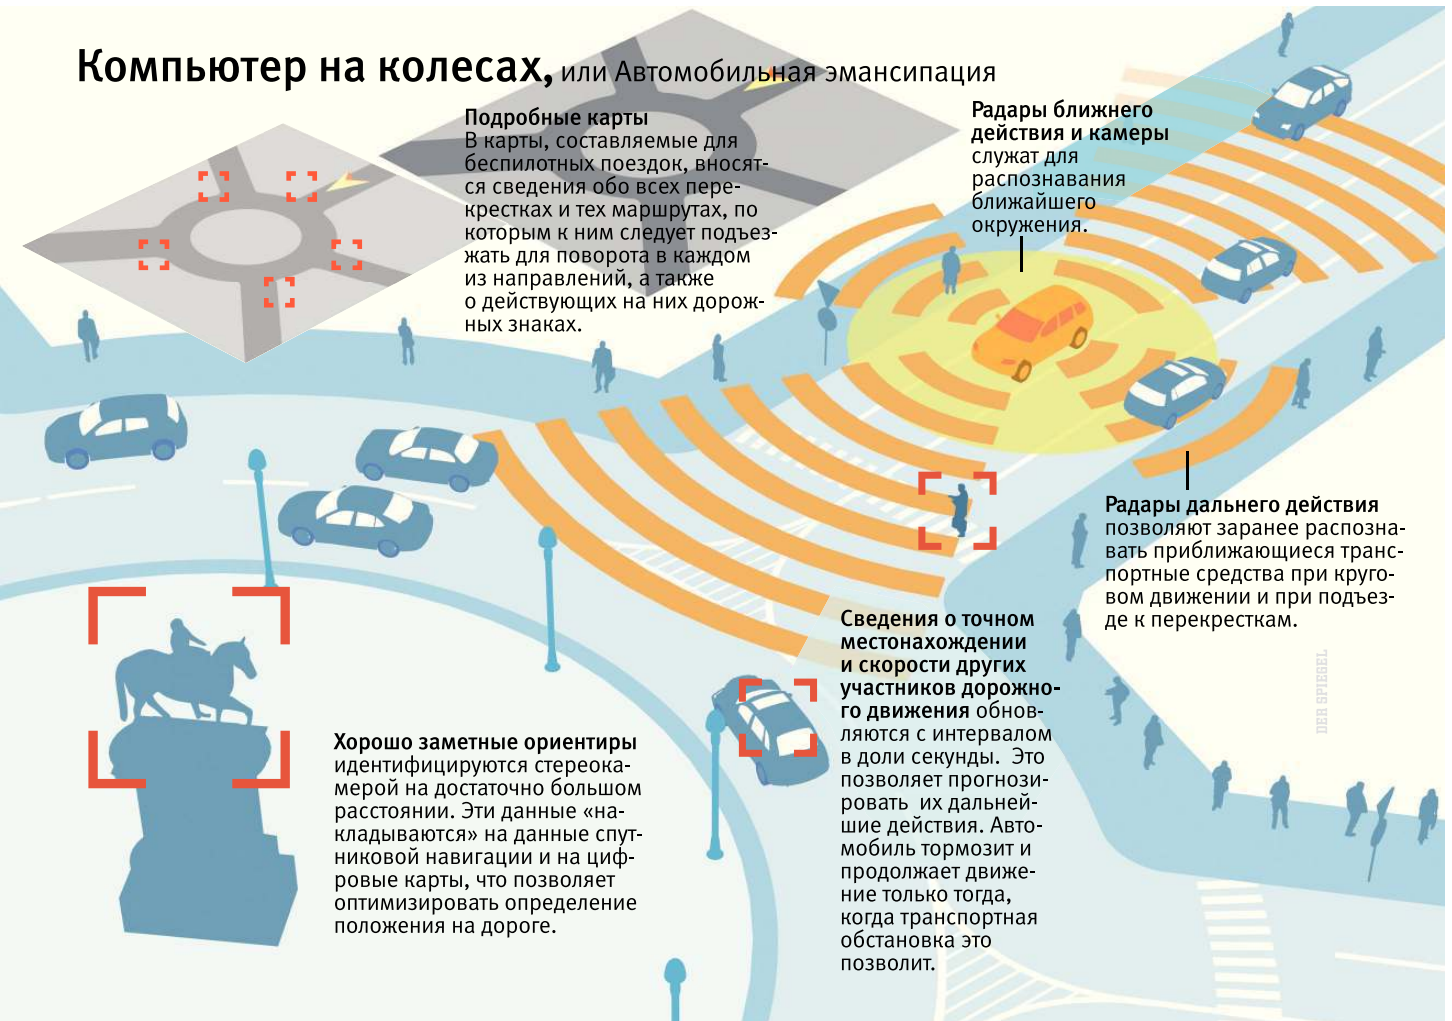 Компьютер на колесах, или Автомобильная эмансипация
Подробные карты
В карты, составляемые для
беспилотных поездок, вносят-
ся сведения обо всех пере-
крестках и тех маршрутах, по
которым к ним следует подъез-
жать для поворота в каждом
из направлений, а также
о действующих на них дорож-
ных знаках.
Радары ближнего
действия и камеры
служат для
распознавания
ближайшего
окружения.
Радары дальнего действия
позволяют заранее распозна-
вать приближающиеся транс-
портные средства при круго-
вом движении и при подъез-
де к перекресткам.
Сведения о точном
местонахождении
и скорости других
участников дорожно-
го движения обнов-
ляются с интервалом
в доли секунды. Это
позволяет прогнози-
ровать их дальней-
шие действия. Авто-
мобиль тормозит и
продолжает движе-
ние только тогда,
когда транспортная
обстановка это
позволит.
Хорошо заметные ориентиры
идентифицируются стереока-
мерой на достаточно большом
расстоянии. Эти данные «на-
кладываются» на данные спут-
никовой навигации и на циф-
ровые карты, что позволяет
оптимизировать определение
положения на дороге.
DER SPIEGEL